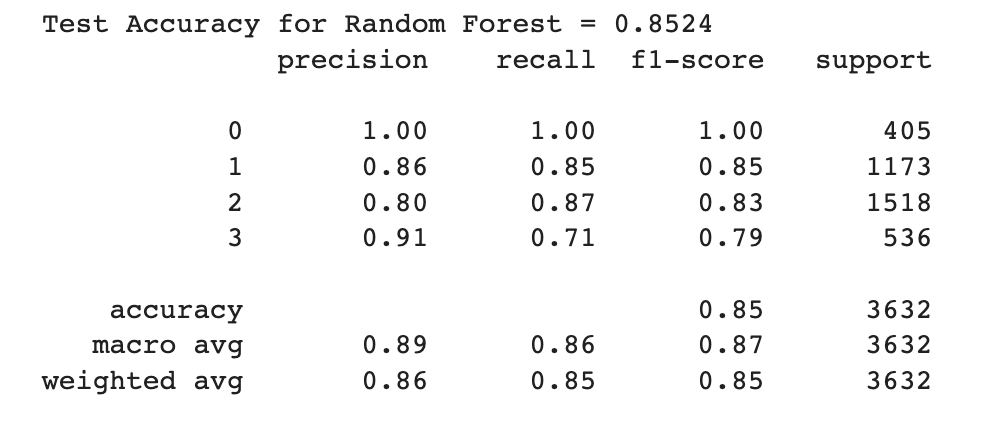 Test Accuracy for Random Forest = 0.8524
precision recall f1-score support
0 1.00 1.00 1.00 405
1 0.86 0.85 0.85 1173
2 0.80 0.87 0.83 1518
3 0.91 0.71 0.79 536
accuracy 0.85 3632
macro avg 0.89 0.86 0.87 3632
weighted avg 0.86 0.85 0.85 3632